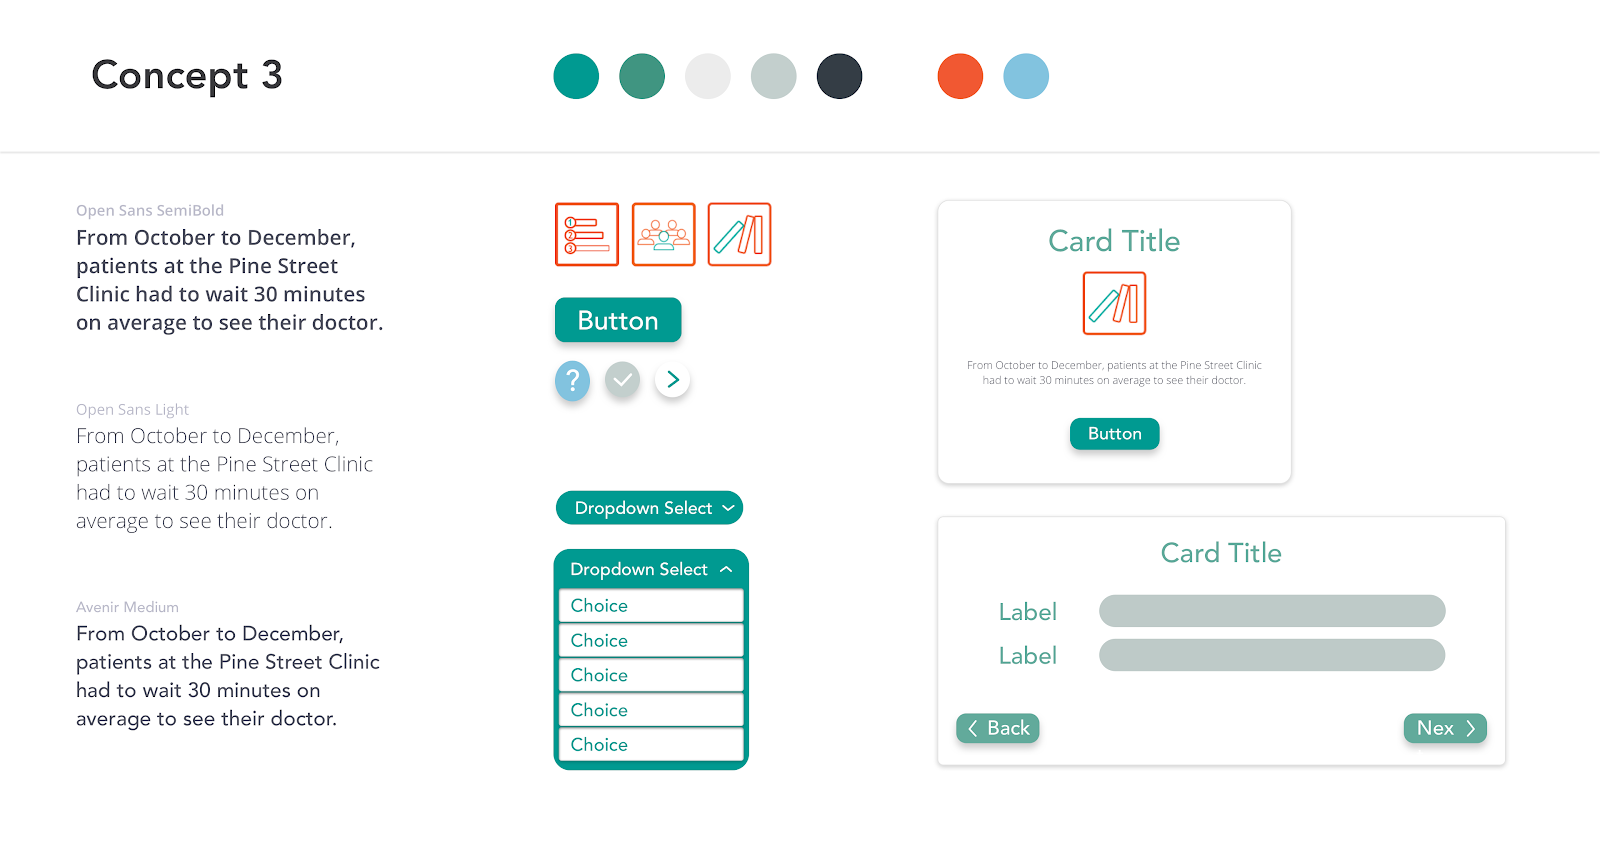 Concept 3
Open Sans SemiBold
From October to December,
patients at the Pine Street
Clinic had to wait 30 minutes
on average to see their doctor.
Open Sans Light
From October to December,
patients at the Pine Street Clinic
had to wait 30 minutes on
average to see their doctor.
Avenir Medium
From October to December,
patients at the Pine Street Clinic
had to wait 30 minutes on
average to see their doctor.
1
2
3
Button
?
Dropdown Select
Dropdown Select
Choice
Choice
Choice
Choice
Choice
Card Title
From October to December, patients at the Pine Street Clinic
had to wait 30 minutes on average to see their doctor.
Button
Card Title
Label
Label
Back
Nex